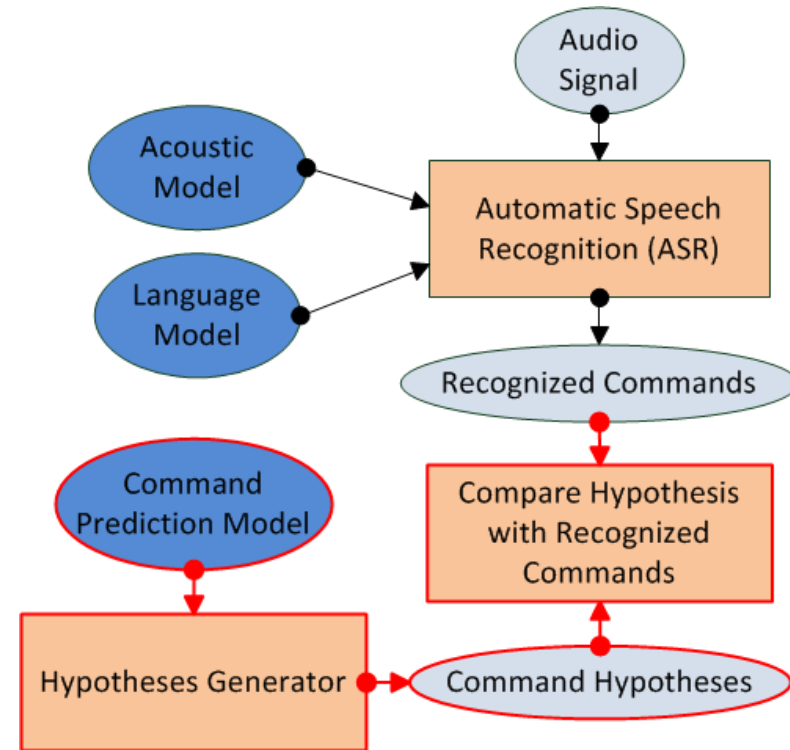 Audio
Signal
Acoustic
Model
Automatic Speech
Recognition (ASR)
Language
Model
Recognized Commands
Command
Prediction Model
Compare Hypothesis
with Recognized
Commands
Hypotheses Generator
Command Hypotheses